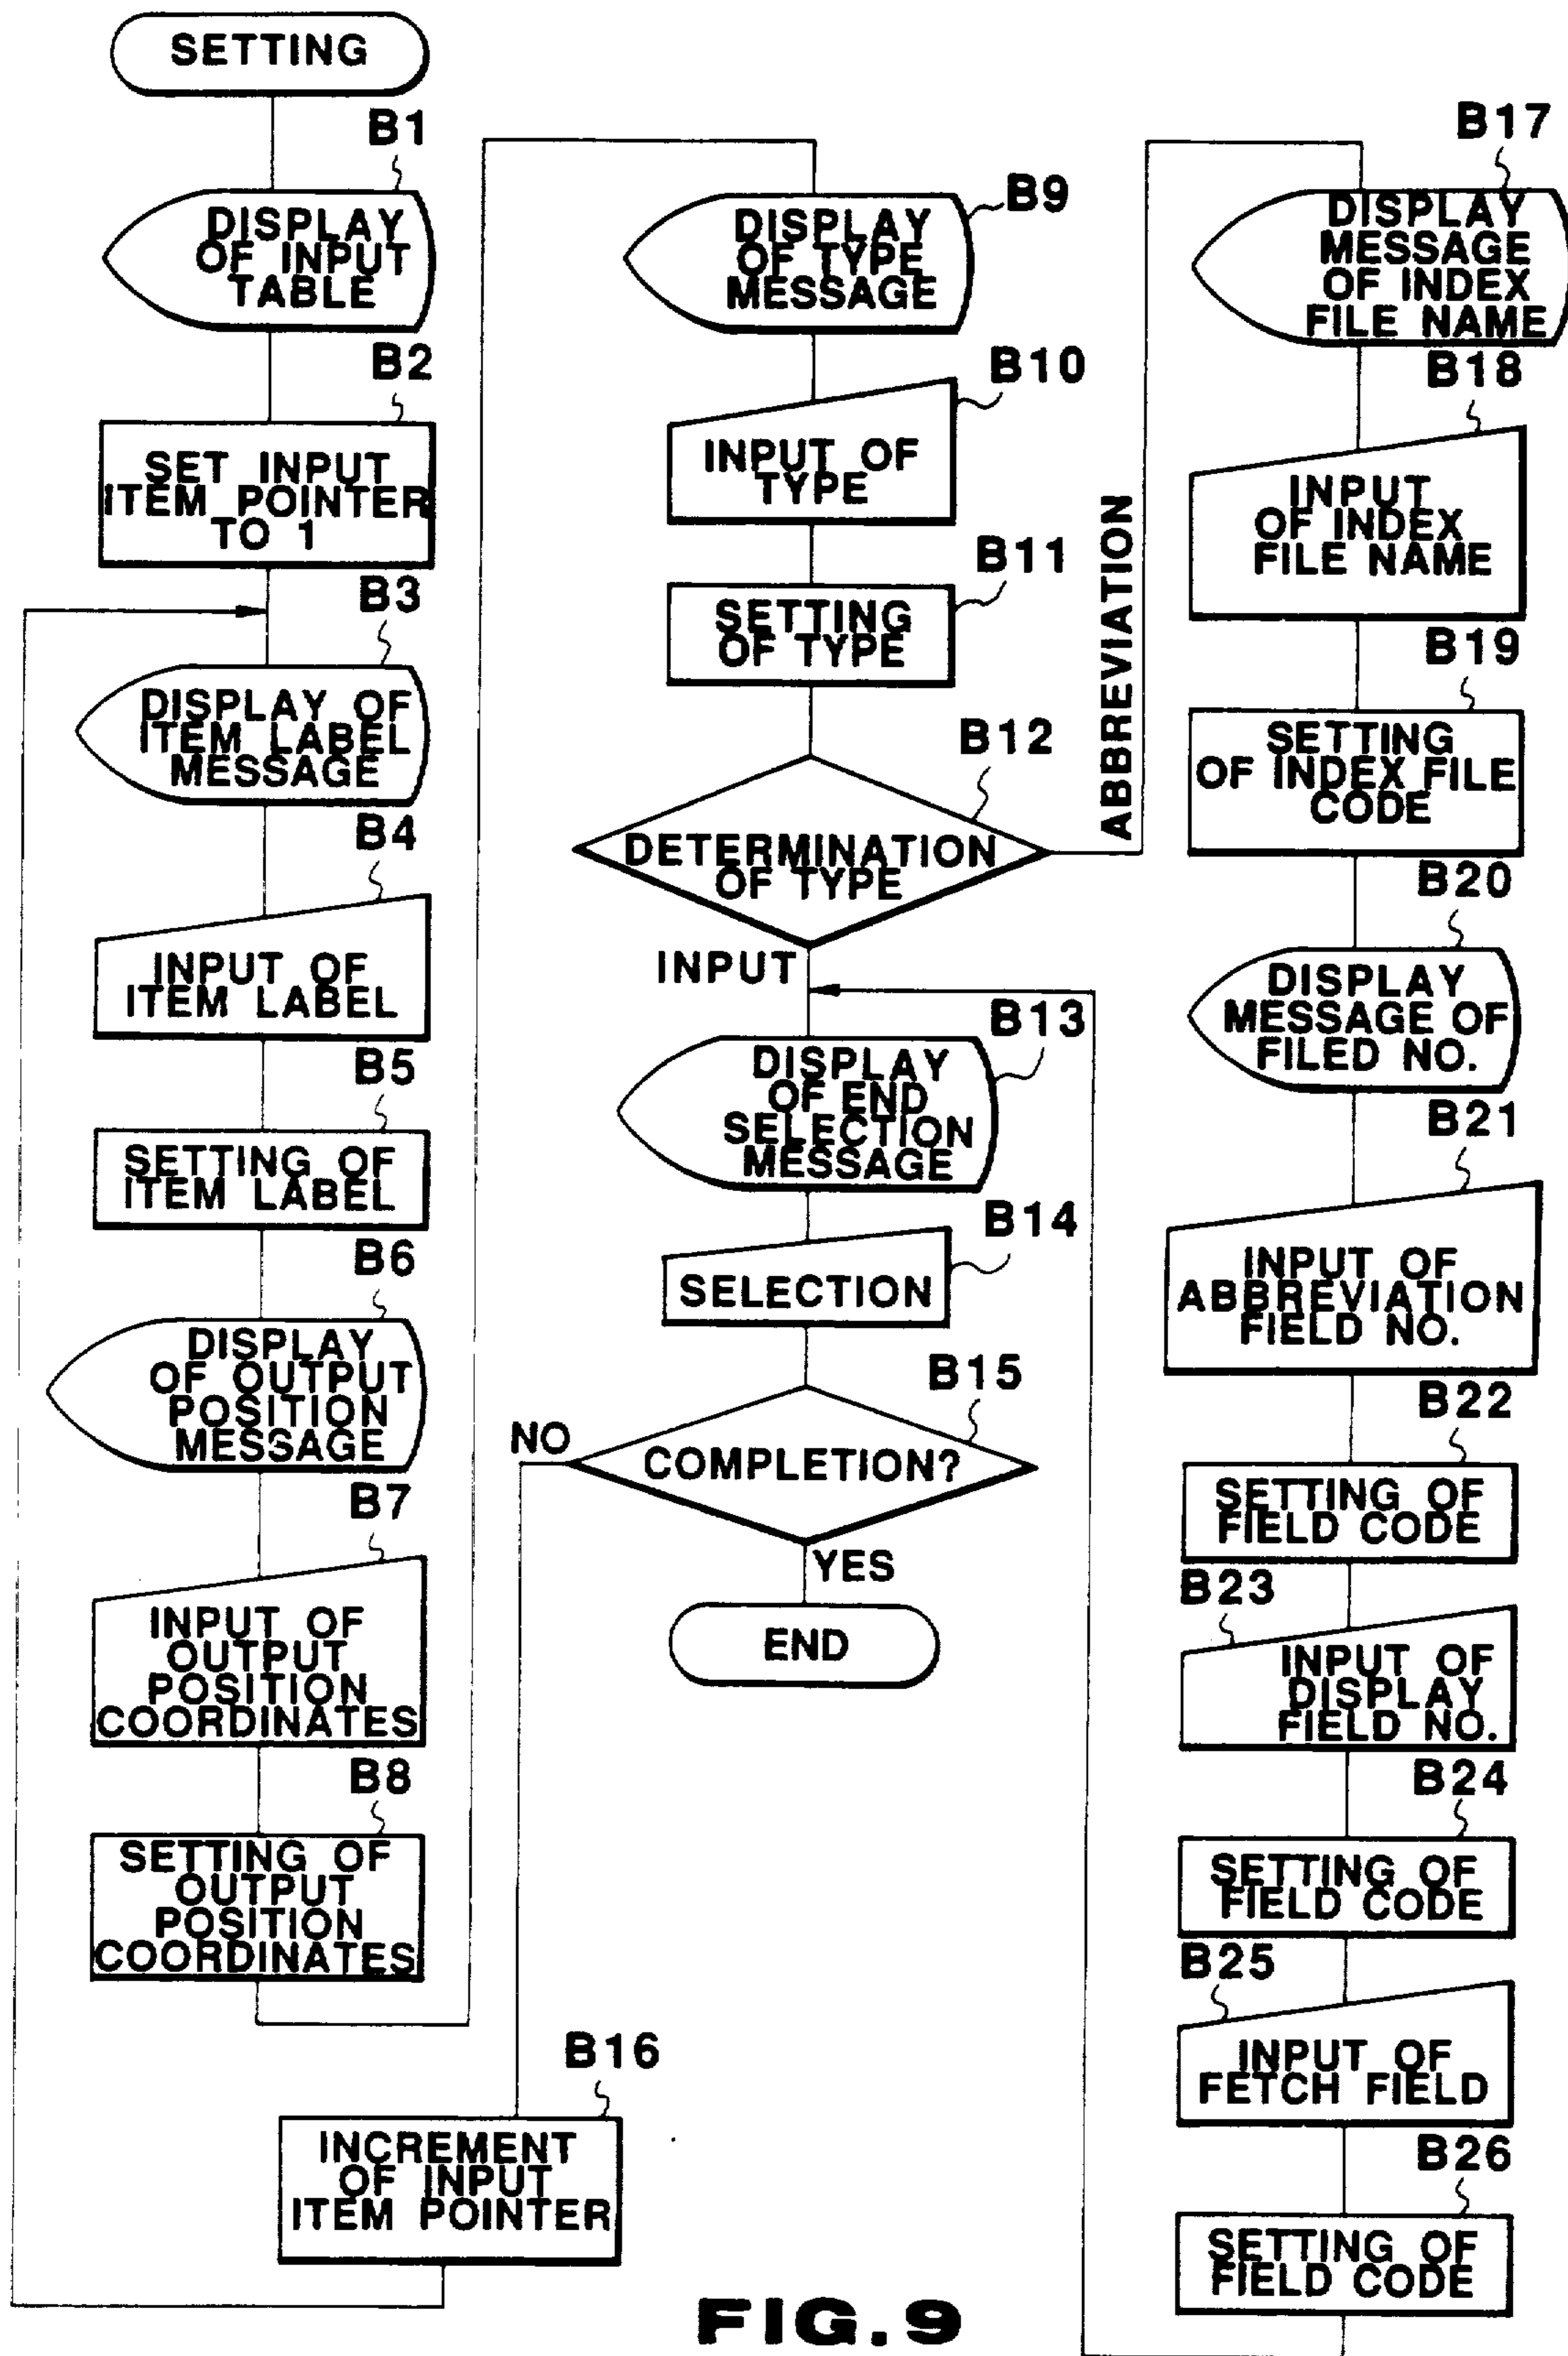 SETTING
B1
DISPLAY
OF INPUT
TABLE
B2
SET INPUT
ITEM POINTER
TO 1
B3
DISPLAY OF
ITEM LABEL
MESSAGE
B4
INPUT OF
ITEM LABEL
B5
SETTING OF
ITEM LABEL
B6
DISPLAY
OF OUTPUT
POSITION
MESSAGE
B7
INPUT OF
OUTPUT
POSITION
COORDINATES
B8
SETTING OF
OUTPUT
POSITION
COORDINATES
B9
DISPLAY
OF TYPE
MESSAGE
B10
INPUT OF
TYPE
B11
SETTING
OF TYPE
B12
DETERMINATION
OF TYPE
ABBREVIATION
INPUT
B13
DISPLAY
OF END
SELECTION
MESSAGE
B14
SELECTION
B15
NO
COMPLETION?
YES
END
B16
INCREMENT
OF INPUT
ITEM POINTER
B17
DISPLAY
MESSAGE
OF INDEX
FILE NAME
B18
INPUT
OF INDEX
FILE NAME
B19
SETTING
OF INDEX FILE
CODE
B20
DISPLAY
MESSAGE OF
FILED NO.
B21
INPUT OF
ABBREVIATION
FIELD NO.
B22
SETTING OF
FIELD CODE
B23
INPUT OF
DISPLAY
FIELD NO.
B24
SETTING OF
FIELD CODE
B25
INPUT OF
FETCH FIELD
B26
SETTING OF
FIELD CODE
FIG.9